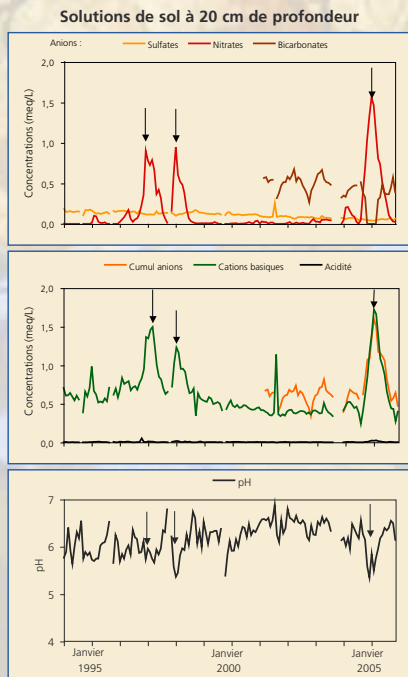 Solutions de sol à 20 cm de profondeur
Anions : Sulfates Nitrates Bicarbonates
Concentrations (meq/L)
2,0
1,5
1,0
0,5
0,0
Cumul anions Cations basiques Acidité
Concentrations (meq/L)
2,0
1,5
1,0
0,5
0,0
pH
pH
7
6
5
4
Janvier Janvier Janvier
1995 2000 2005